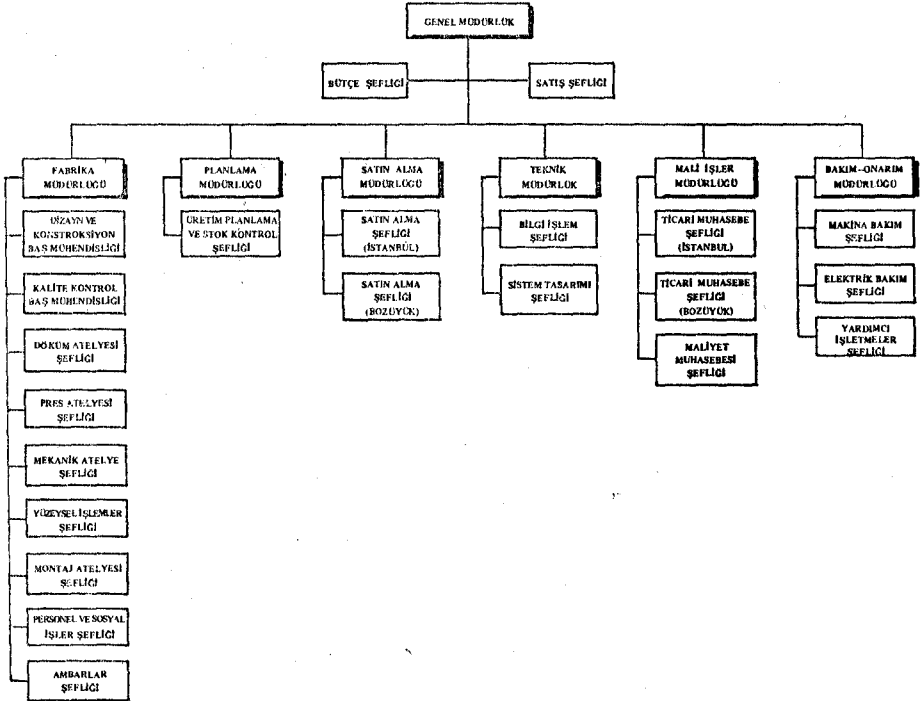 GENEL MÜDÜRLÜK
BÜTÇE ŞEFLİĞİ
SATIŞ ŞEFLİĞİ
FABRİKA
MÜDÜRLÜĞÜ
DİZAYN VE
KONSTROKSİYON
BAŞ MÜHENDİSLİĞİ
KALİTE KONTROL
BAŞ MÜHENDİSLİĞİ
DÖKÜM ATELYESİ
ŞEFLİĞİ
PRES ATELYESİ
ŞEFLİĞİ
MEKANİK ATELYE
ŞEFLİĞİ
YÜZEYSEL İŞLEMLER
ŞEFLİĞİ
MONTAJ ATELYESİ
ŞEFLİĞİ
PERSONEL VE SOSYAL
İŞLER ŞEFLİĞİ
AMBARLAR
ŞEFLİĞİ
PLANLAMA
MÜDÜRLÜĞÜ
ÜRETİM PLANLAMA
VE STOK KONTROL
ŞEFLİĞİ
SATIN ALMA
MÜDÜRLÜĞÜ
SATIN ALMA
ŞEFLİĞİ
(İSTANBUL)
SATIN ALMA
ŞEFLİĞİ
(BOZÜYÜK)
TEKNİK
MÜDÜRLÜK
BİLGİ İŞLEM
ŞEFLİĞİ
SİSTEM TASARIMI
ŞEFLİĞİ
MALİ İŞLER
MÜDÜRLÜĞÜ
TİCARİ MUHASEBE
ŞEFLİĞİ
(İSTANBUL)
TİCARİ MUHASEBE
ŞEFLİĞİ
(BOZÜYÜK)
MALİYET
MUHASEBESİ
ŞEFLİĞİ
BAKIM-ONARIM
MÜDÜRLÜĞÜ
MAKİNA BAKIM
ŞEFLİĞİ
ELEKTRİK BAKIM
ŞEFLİĞİ
YARDIMCI
İŞLETMELER
ŞEFLİĞİ